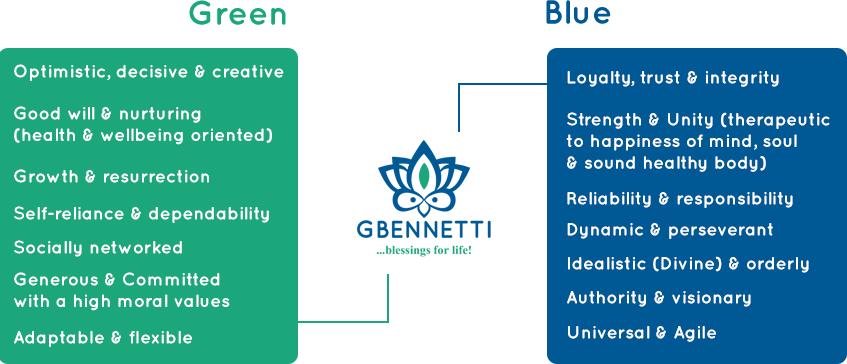 Green
Optimistic, decisive & creative
Good will & nurturing
(health & wellbeing oriented)
Growth & resurrection
Self-reliance & dependability
Socially networked
Generous & Committed
with a high moral values
Adaptable & flexible
GBENNETTI
...blessings for life!
Blue
Loyalty, trust & integrity
Strength & Unity (therapeutic
to happiness of mind, soul
& sound healthy body)
Reliability & responsibility
Dynamic & perseverant
Idealistic (Divine) & orderly
Authority & visionary
Universal & Agile